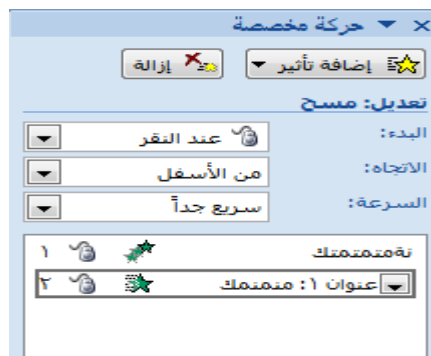 حركة مخصصة
إضافة تأثير إزالة
تعديل: مسح
البدء: عند النقر
الاتجاه: من الأسفل
السرعة: سريع جداً
١ نةمتمتمتك
٢ عنوان ١: منمنمك